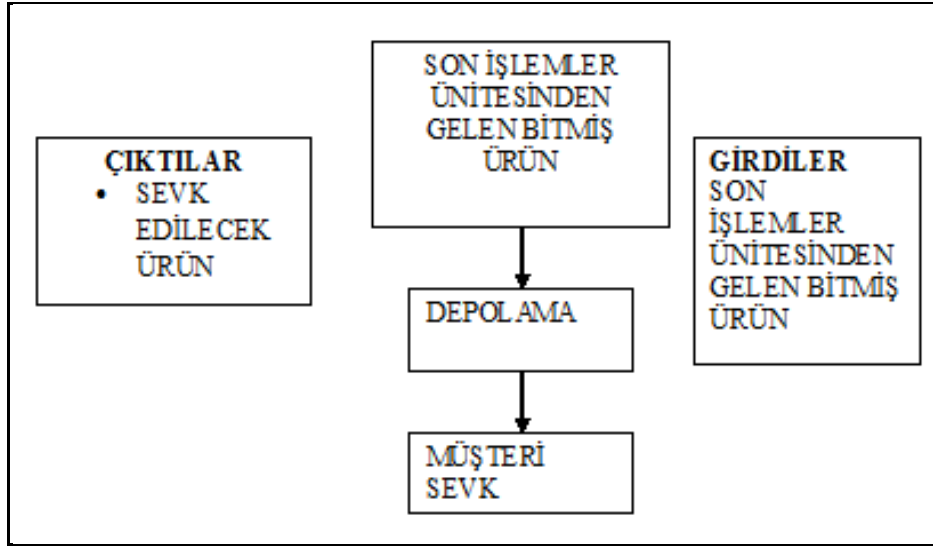 SON İŞLEMLER
ÜNİTESİNDEN
GELEN BİTMİŞ
ÜRÜN
ÇIKTILAR
• SEVK
EDİLECEK
ÜRÜN
GİRDİLER
SON
İŞLEMLER
ÜNİTESİNDEN
GELEN BİTMİŞ
ÜRÜN
DEPOLAMA
MÜŞTERİ
SEVK